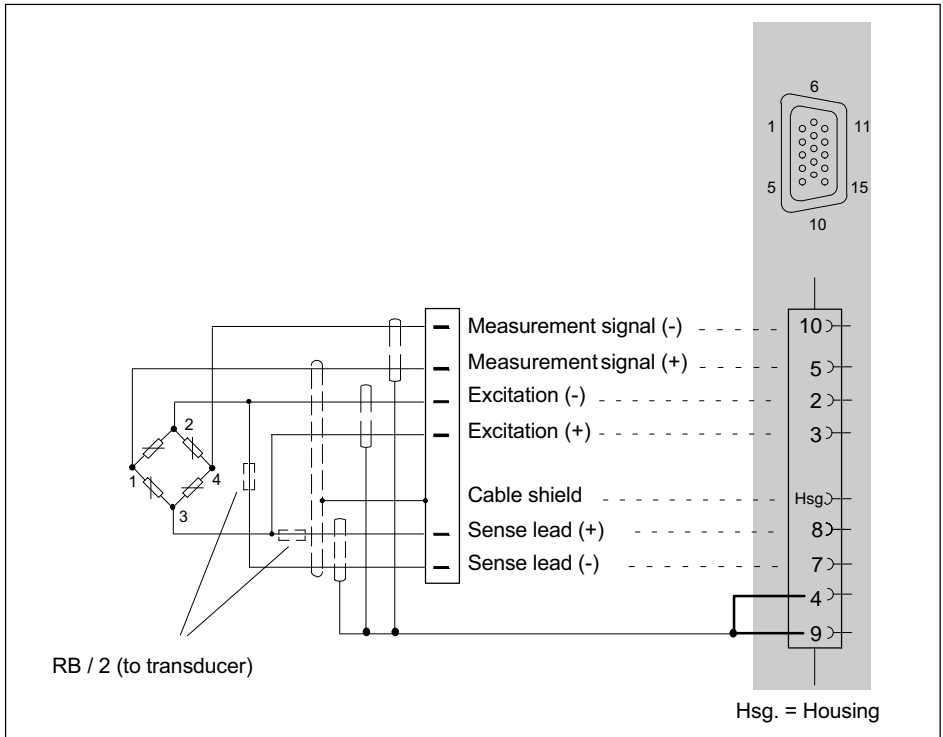 6
1 11
5 15
10
Measurement signal (-) 10
Measurement signal (+) 5
Excitation (-) 2
Excitation (+) 3
2
1 4
3
Cable shield Hsg.
Sense lead (+) 8
Sense lead (-) 7
4
9
RB / 2 (to transducer)
Hsg. = Housing